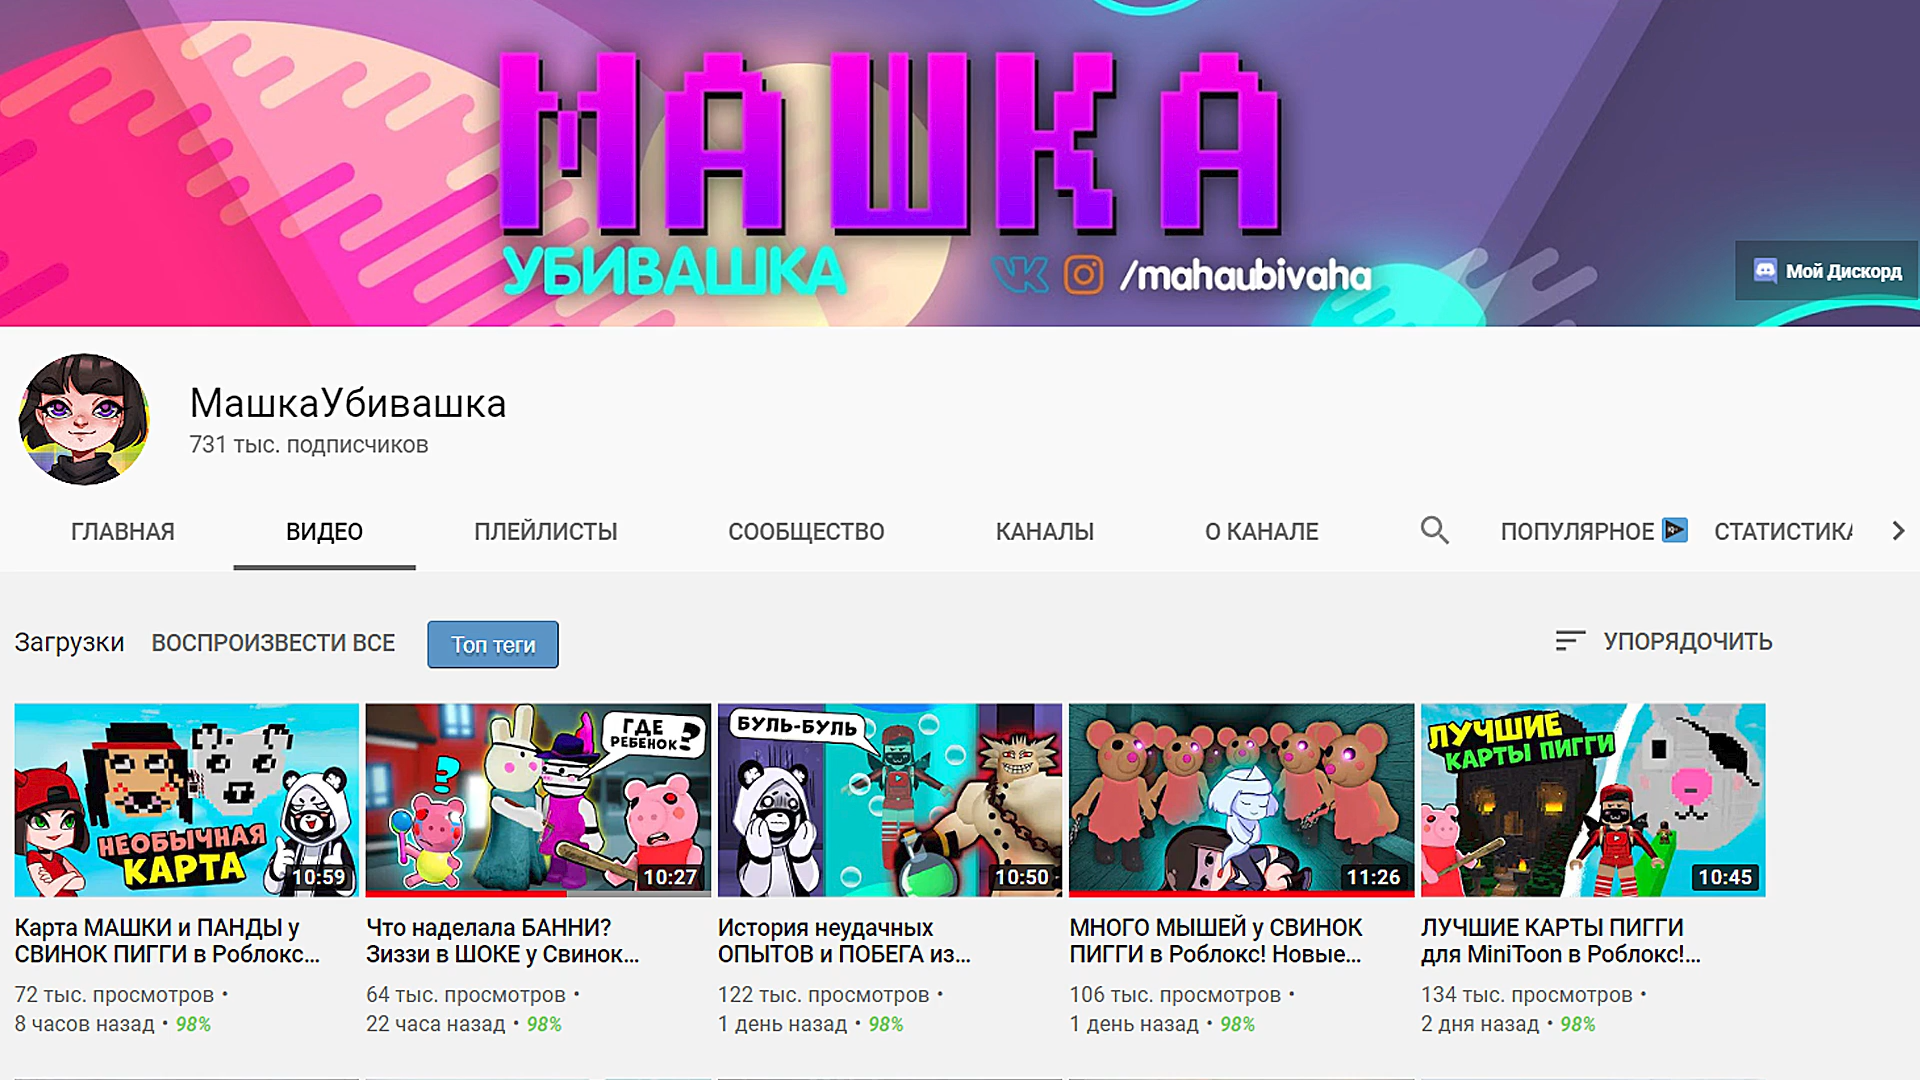 МАШКА
УБИВАШКА
VK /mahaubivaha
Мой Дискорд
МашкаУбивашка
731 тыс. подписчиков
ГЛАВНАЯ ВИДЕО ПЛЕЙЛИСТЫ СООБЩЕСТВО КАНАЛЫ О КАНАЛЕ ПОПУЛЯРНОЕ СТАТИСТИКА
Загрузки ВОСПРОИЗВЕСТИ ВСЕ Топ теги УПОРЯДОЧИТЬ
НЕОБЫЧНАЯ
КАРТА
10:59
ГДЕ
РЕБЕНОК?
10:27
БУЛЬ-БУЛЬ
10:50
11:26
ЛУЧШИЕ
КАРТЫ ПИГГИ
10:45
Карта МАШКИ и ПАНДЫ у
СВИНОК ПИГГИ в Роблокс...
72 тыс. просмотров •
8 часов назад • 98%
Что наделала БАННИ?
Зиззи в ШОКЕ у Свинок...
64 тыс. просмотров •
22 часа назад • 98%
История неудачных
ОПЫТОВ и ПОБЕГА из...
122 тыс. просмотров •
1 день назад • 98%
МНОГО МЫШЕЙ у СВИНОК
ПИГГИ в Роблокс! Новые...
106 тыс. просмотров •
1 день назад • 98%
ЛУЧШИЕ КАРТЫ ПИГГИ
для MiniToon в Роблокс!...
134 тыс. просмотров •
2 дня назад • 98%